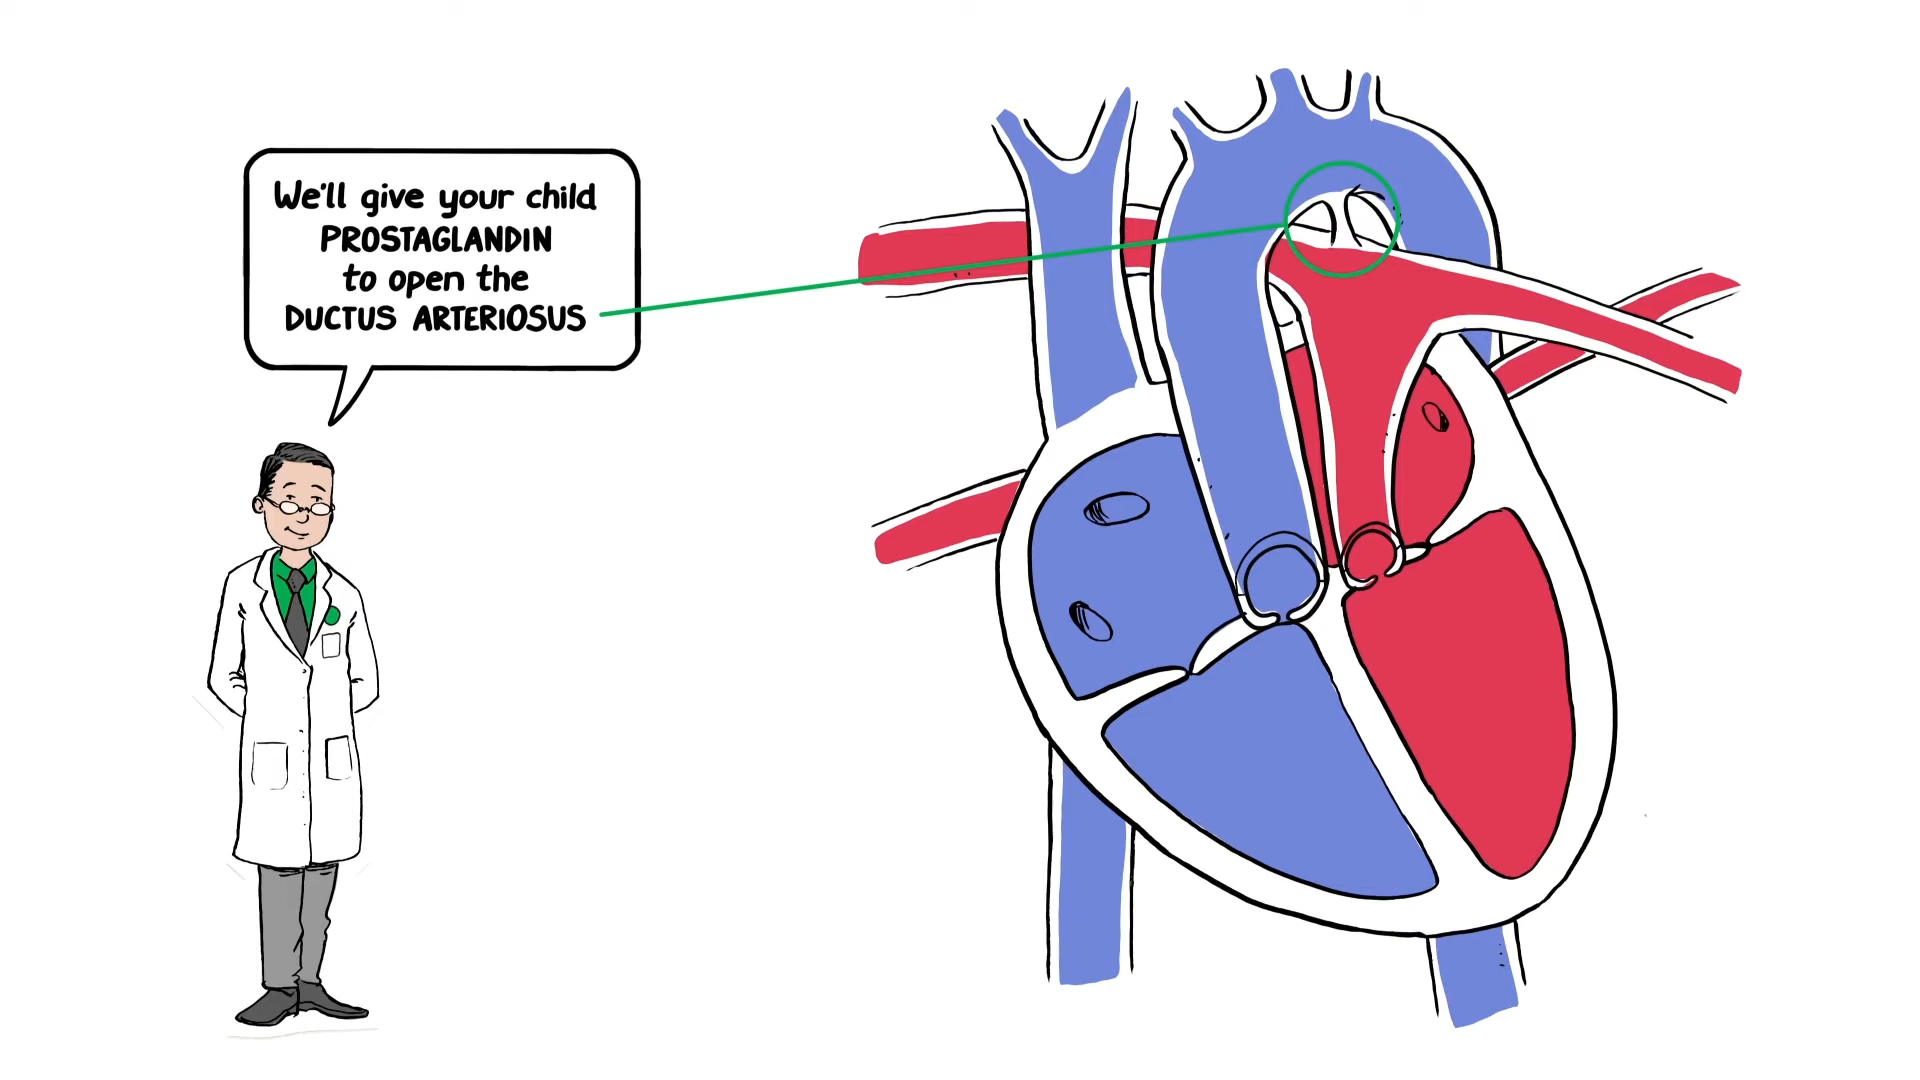 We'll give your child
PROSTAGLANDIN
to open the
DUCTUS ARTERIOSUS